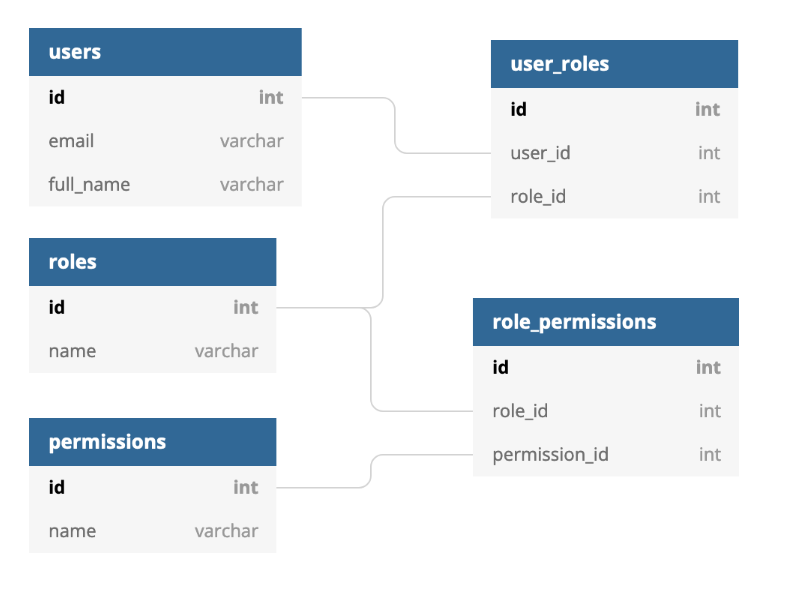 users
id int
email varchar
full_name varchar
roles
id int
name varchar
permissions
id int
name varchar
user_roles
id int
user_id int
role_id int
role_permissions
id int
role_id int
permission_id int